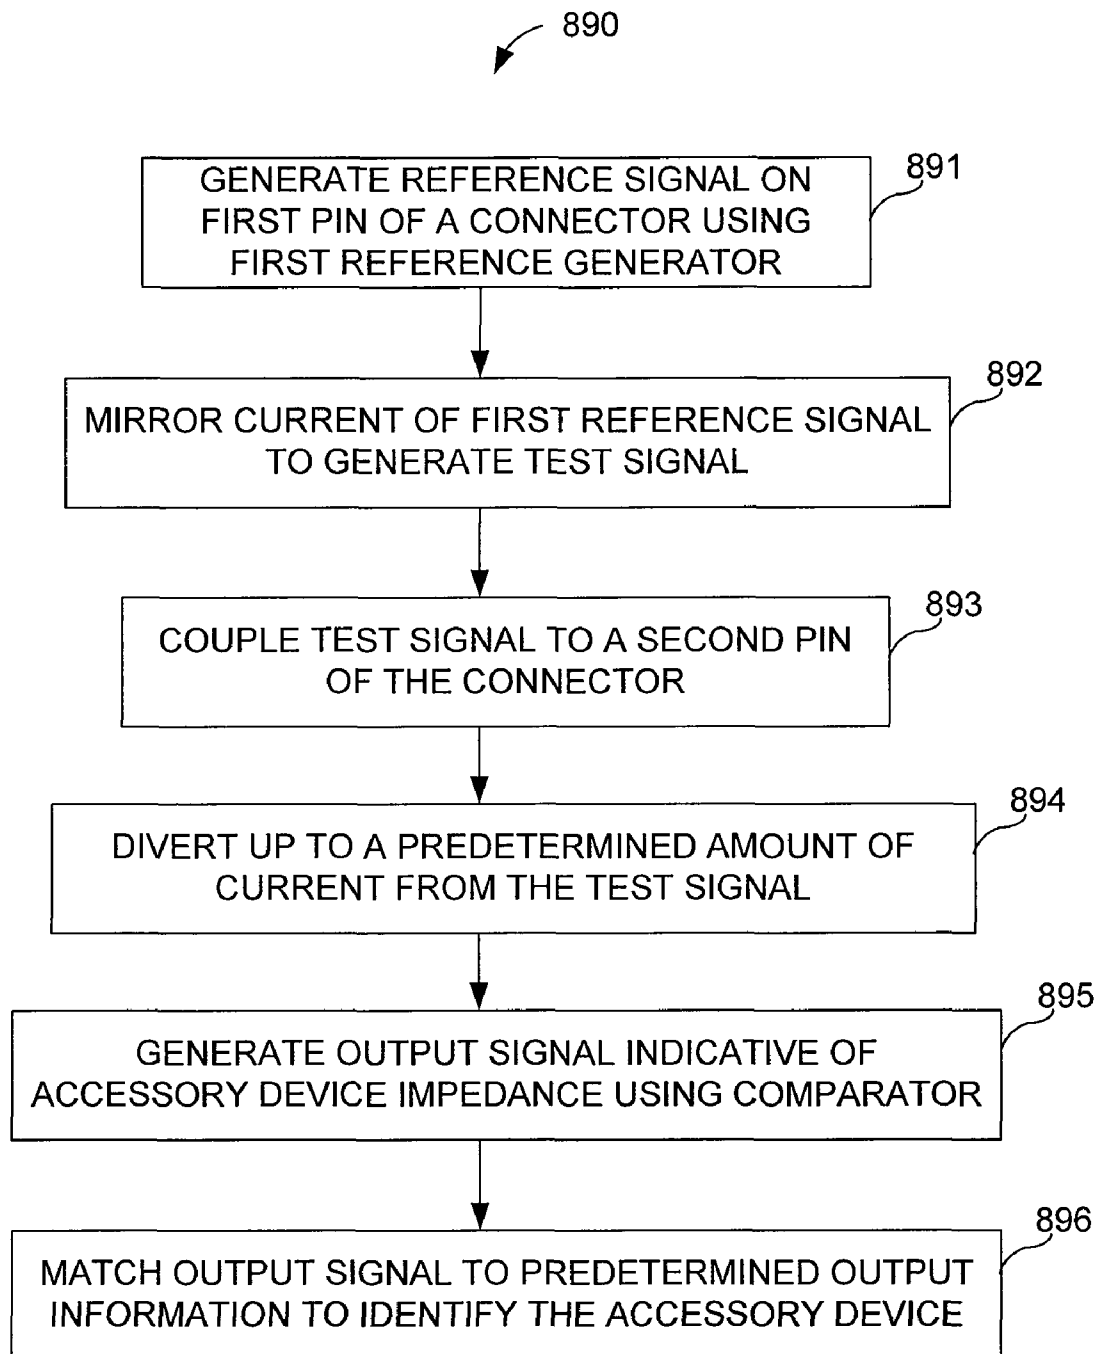 890
891
GENERATE REFERENCE SIGNAL ON
FIRST PIN OF A CONNECTOR USING
FIRST REFERENCE GENERATOR
892
MIRROR CURRENT OF FIRST REFERENCE SIGNAL
TO GENERATE TEST SIGNAL
893
COUPLE TEST SIGNAL TO A SECOND PIN
OF THE CONNECTOR
894
DIVERT UP TO A PREDETERMINED AMOUNT OF
CURRENT FROM THE TEST SIGNAL
895
GENERATE OUTPUT SIGNAL INDICATIVE OF
ACCESSORY DEVICE IMPEDANCE USING COMPARATOR
896
MATCH OUTPUT SIGNAL TO PREDETERMINED OUTPUT
INFORMATION TO IDENTIFY THE ACCESSORY DEVICE